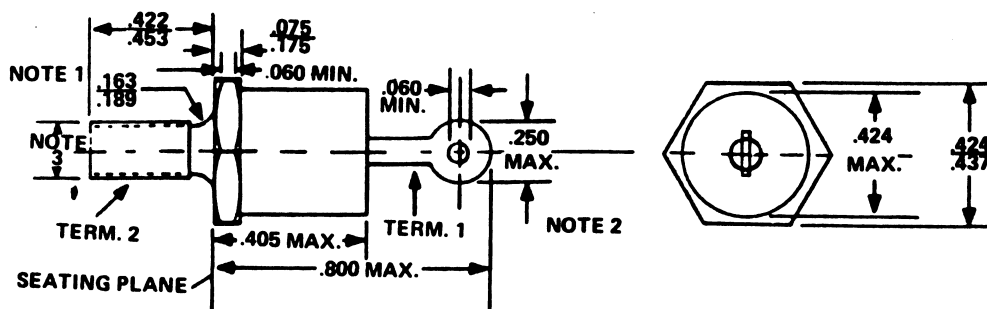 .422
.453
.075
.175
NOTE 1
.060 MIN.
.163
.189
.060
MIN.
NOTE
3
.250
MAX.
.424
MAX.
.424
.437
TERM. 2
TERM. 1
NOTE 2
.405 MAX.
.800 MAX.
SEATING PLANE